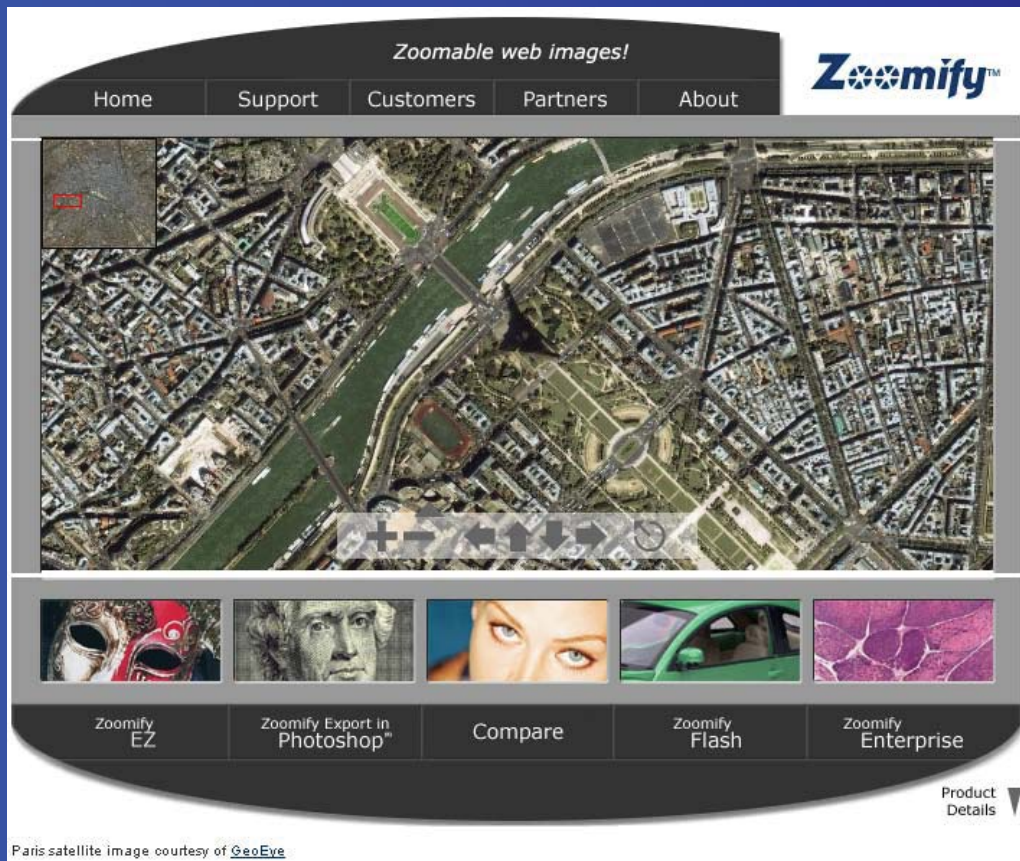 Zoomable web images!
Zoomify™
Home Support Customers Partners About
Zoomify
EZ
Zoomify Export in
Photoshop®
Compare
Zoomify
Flash
Zoomify
Enterprise
Product
Details
Paris satellite image courtesy of GeoEye